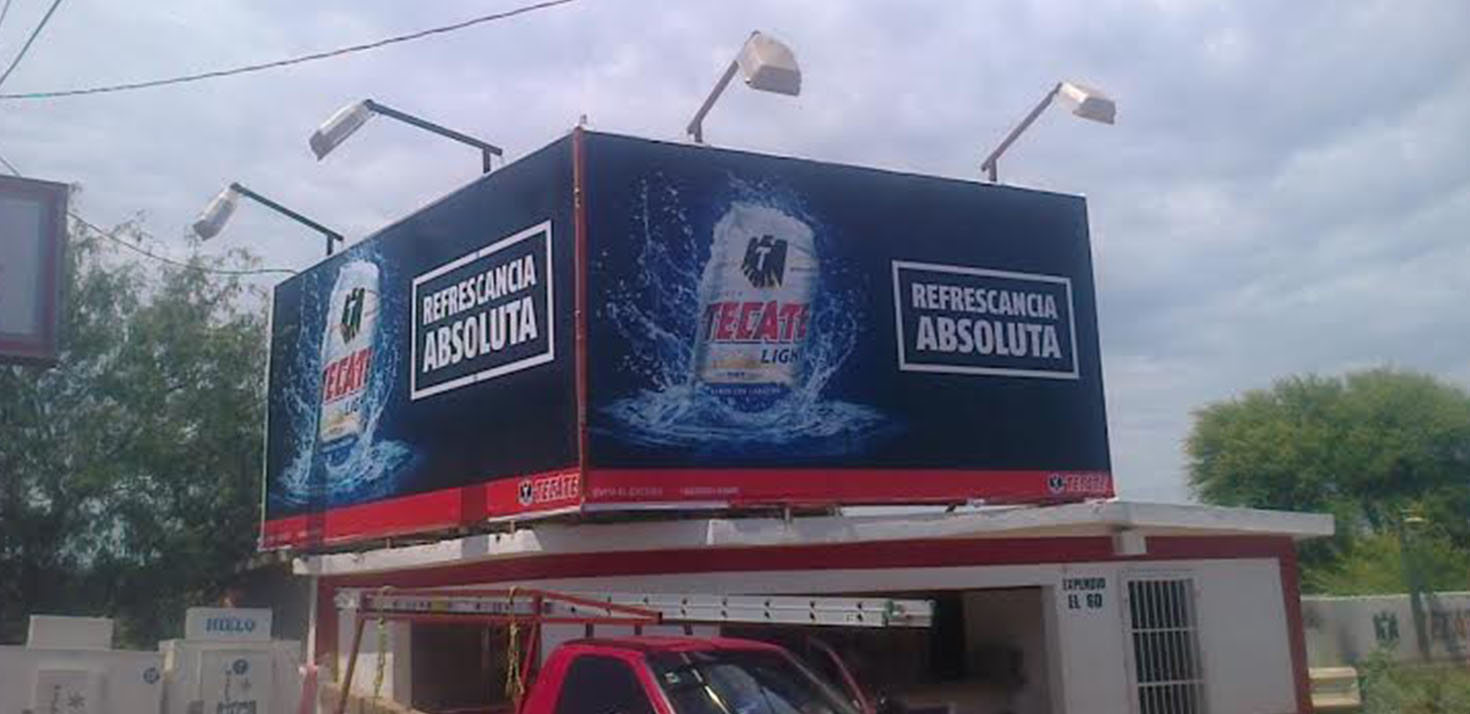 REFRESCANCIA
ABSOLUTA
TECATE
LIGHT
TECATE
TECATE
LIGHT
REFRESCANCIA
ABSOLUTA
TECATE
EXPENDIO
EL 60
HIELO